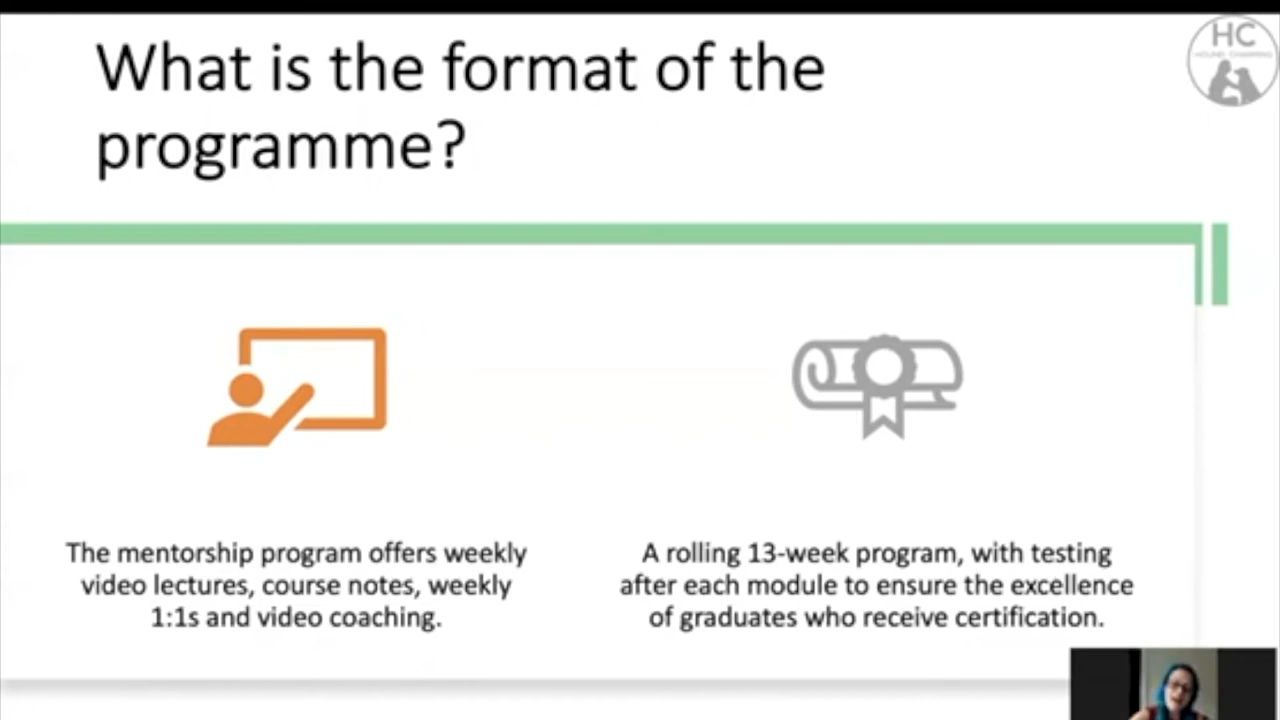 What is the format of the
programme?
HC
The mentorship program offers weekly
video lectures, course notes, weekly
1:1s and video coaching.
A rolling 13-week program, with testing
after each module to ensure the excellence
of graduates who receive certification.